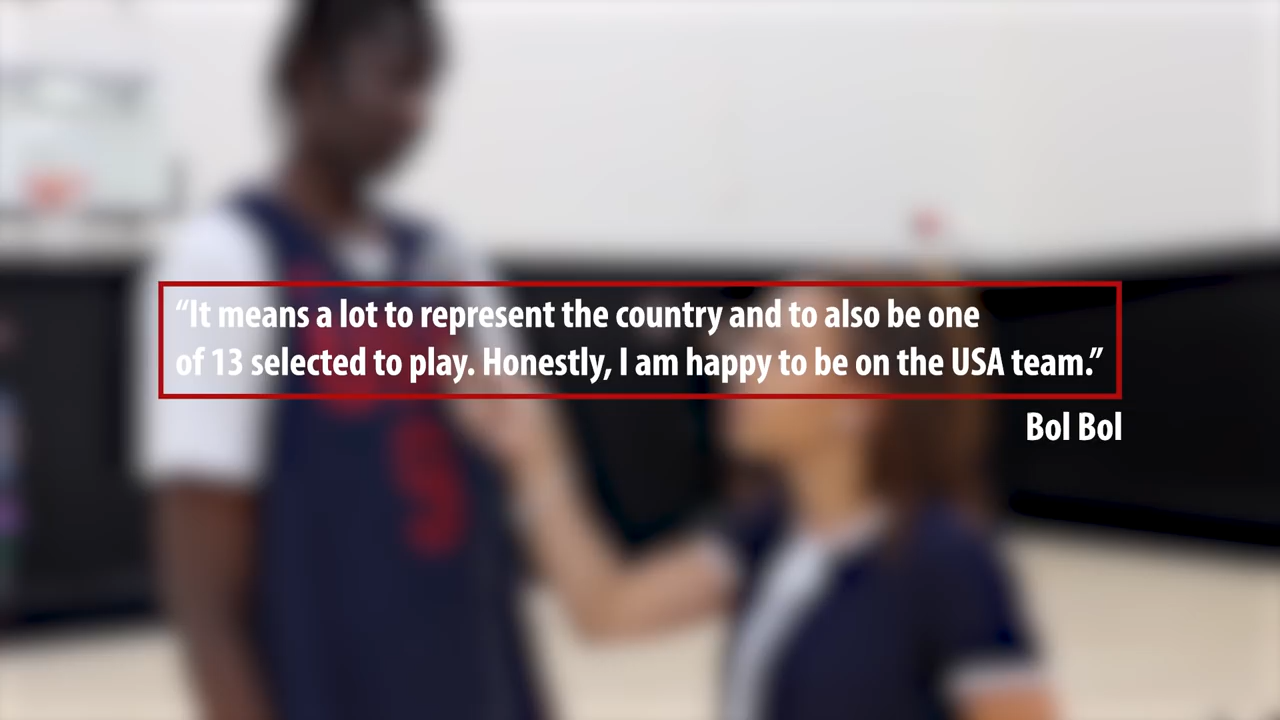 “It means a lot to represent the country and to also be one
of 13 selected to play. Honestly, I am happy to be on the USA team.”
Bol Bol